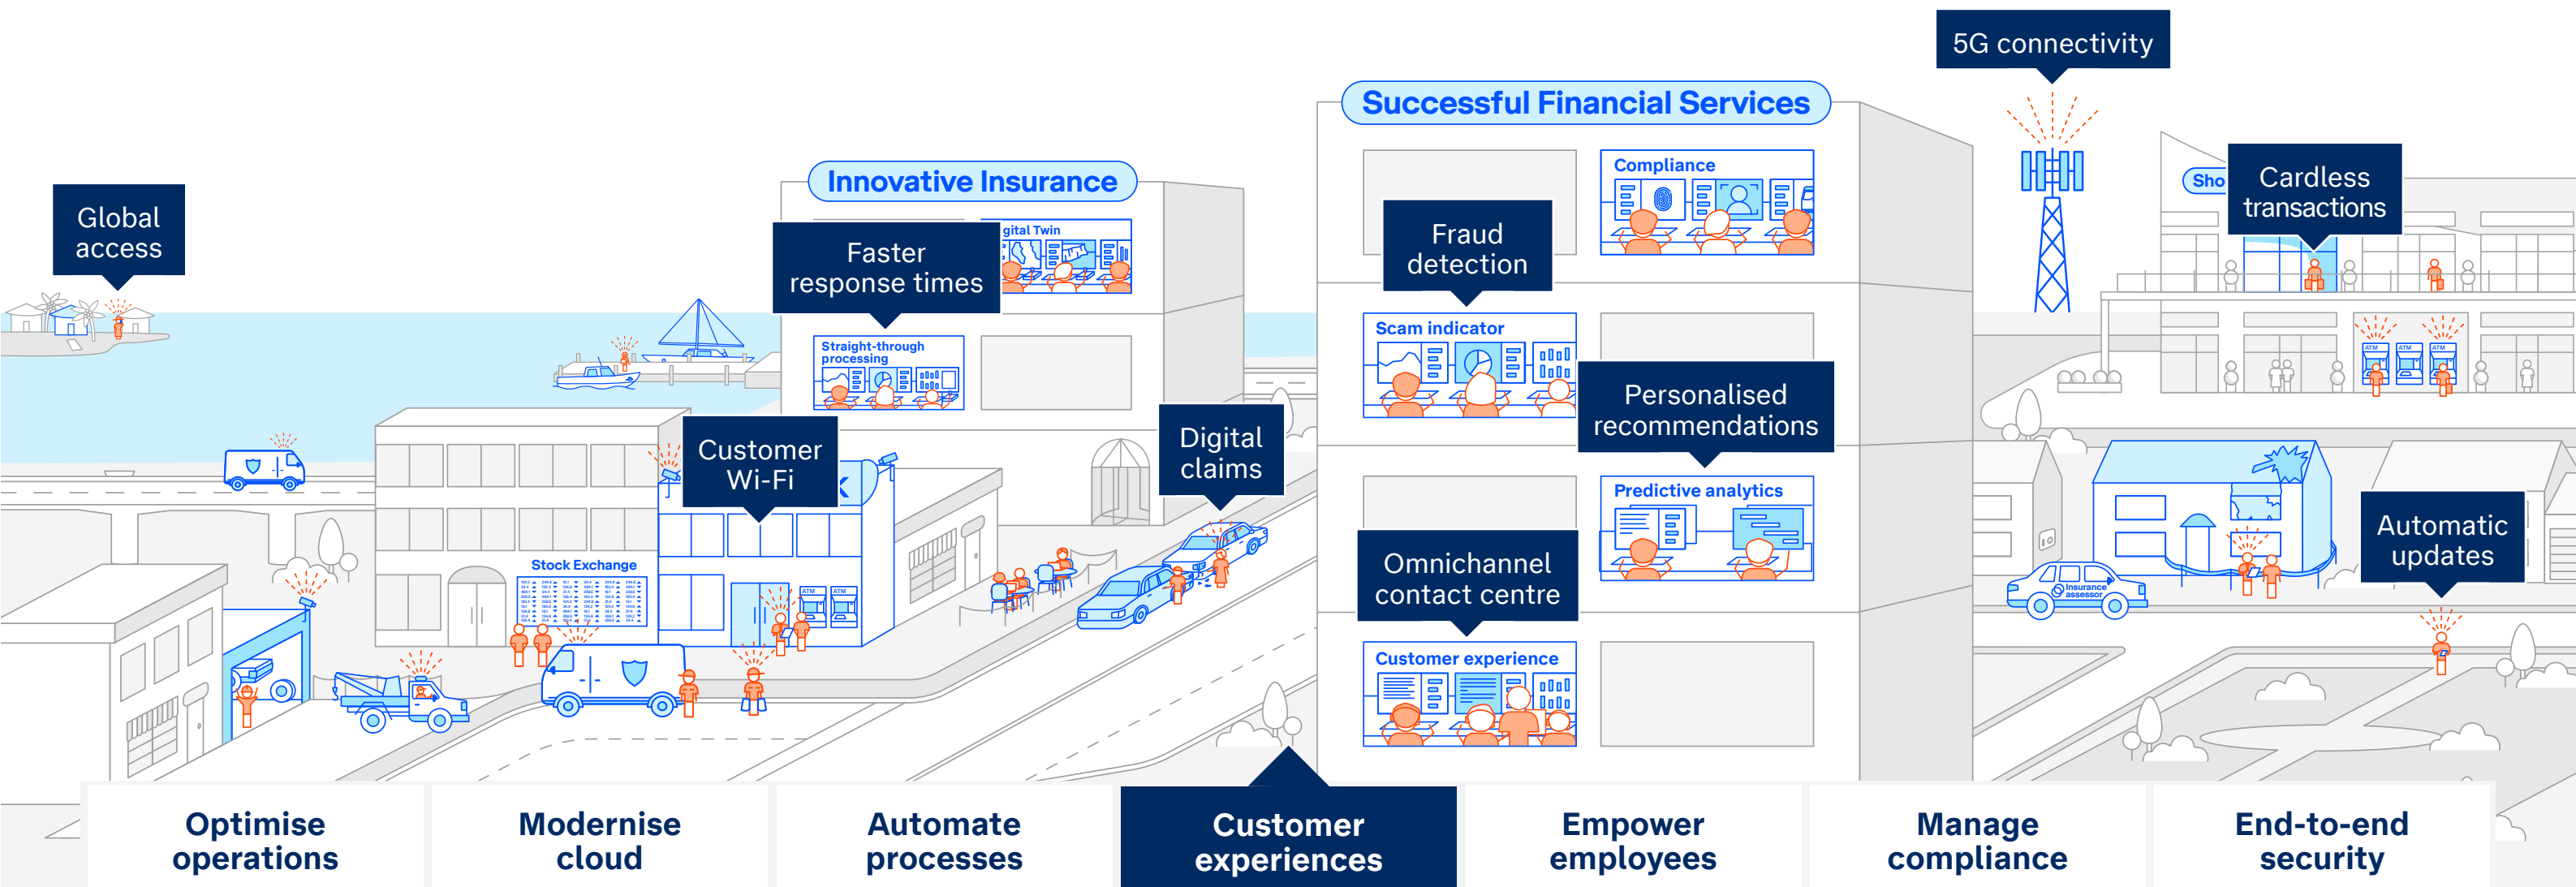 5G connectivity
Successful Financial Services
Compliance
Cardless
transactions
Sho
Innovative Insurance
Global
access
Faster
response times
gital Twin
Fraud
detection
Straight-through
processing
Scam indicator
Personalised
recommendations
Customer
Wi-Fi
K
Digital
claims
ATM
ATM
ATM
Predictive analytics
Automatic
updates
Stock Exchange
ATM
ATM
Omnichannel
contact centre
Insurance
assessor
Customer experience
Optimise
operations
Modernise
cloud
Automate
processes
Customer
experiences
Empower
employees
Manage
compliance
End-to-end
security